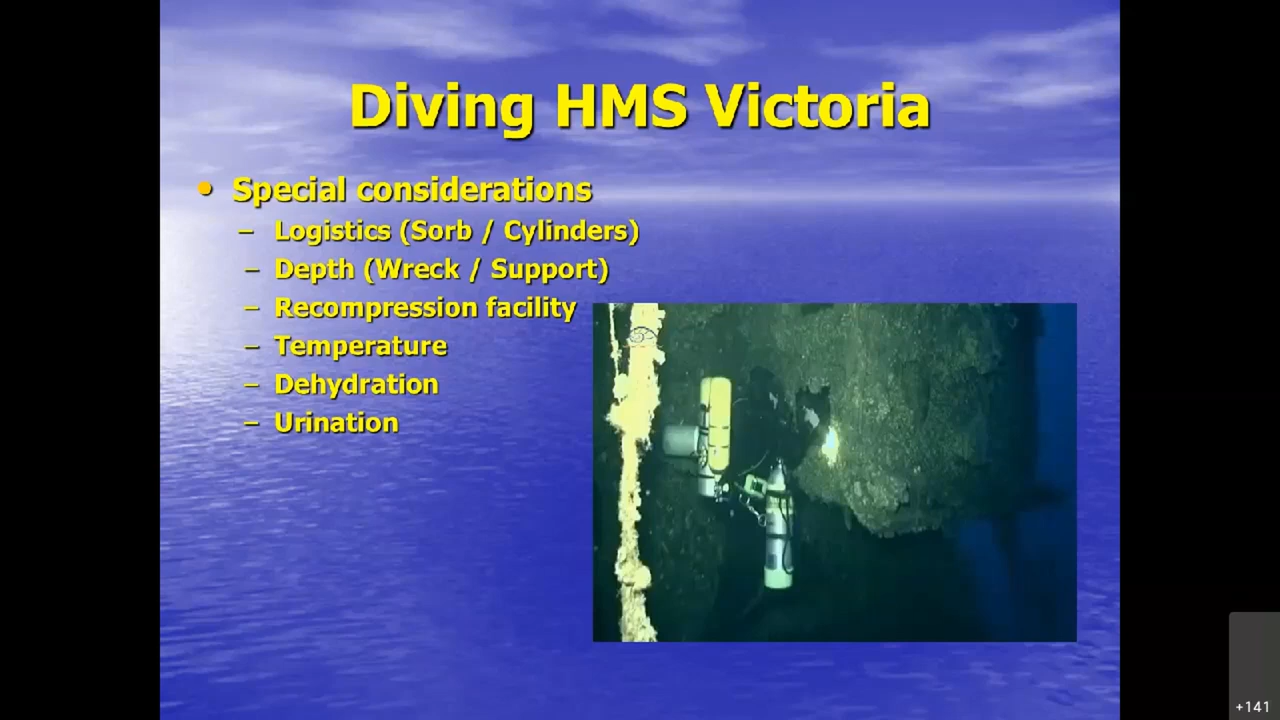 Diving HMS Victoria
• Special considerations
– Logistics (Sorb / Cylinders)
– Depth (Wreck / Support)
– Recompression facility
– Temperature
– Dehydration
– Urination
+141